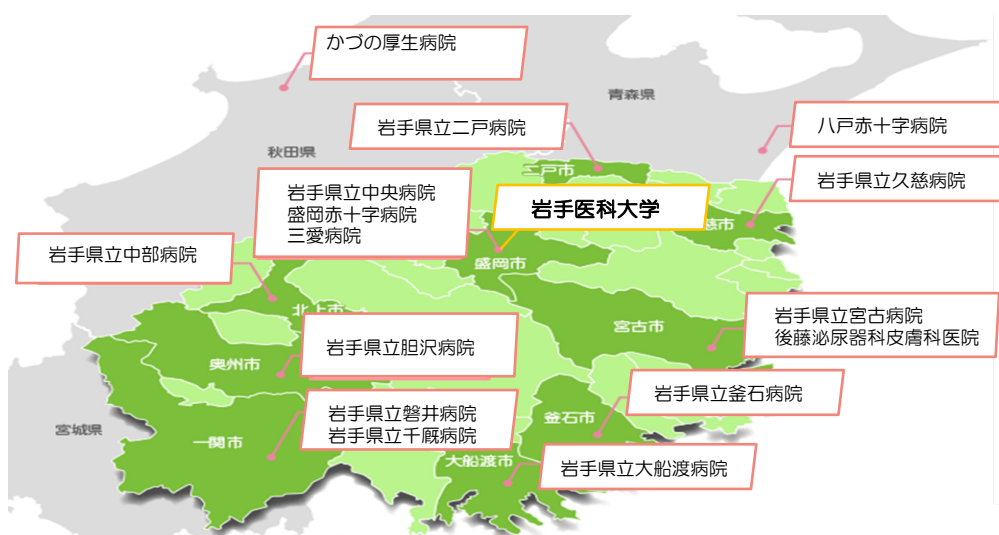 かづの厚生病院
青森県
岩手県立二戸病院
八戸赤十字病院
秋田県
二戸市
岩手県立中央病院
盛岡赤十字病院
三愛病院
岩手医科大学
岩手県立久慈病院
慈市
岩手県立中部病院
盛岡市
北上市
宮古市
岩手県立宮古病院
後藤泌尿器科皮膚科医院
岩手県立胆沢病院
奥州市
岩手県立釜石病院
釜石市
宮城県
一関市
岩手県立磐井病院
岩手県立千厩病院
大船渡市
岩手県立大船渡病院